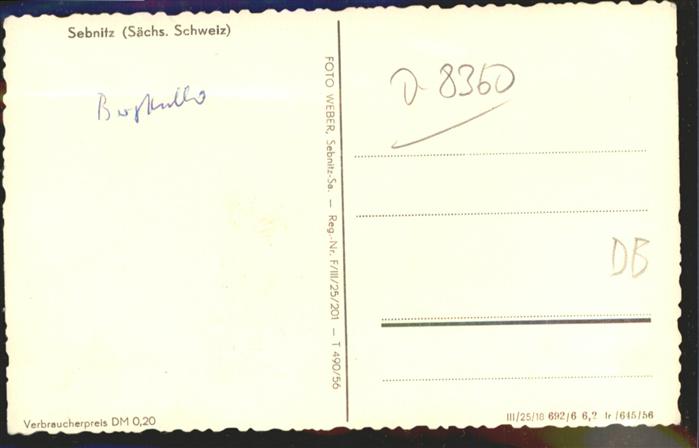 Sebnitz (Sächs. Schweiz)
FOTO WEBER, Sebnitz-Sa. — Reg.-Nr. F/III/25/201 — T 490/56
D-8360
DB
Verbraucherpreis DM 0,20
III/25/18 692/6 6,2 tr/645/56